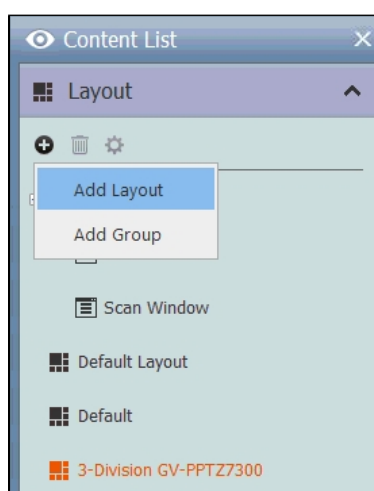 Content List
Layout
Add Layout
Add Group
Scan Window
Default Layout
Default
3-Division GV-PPTZ7300